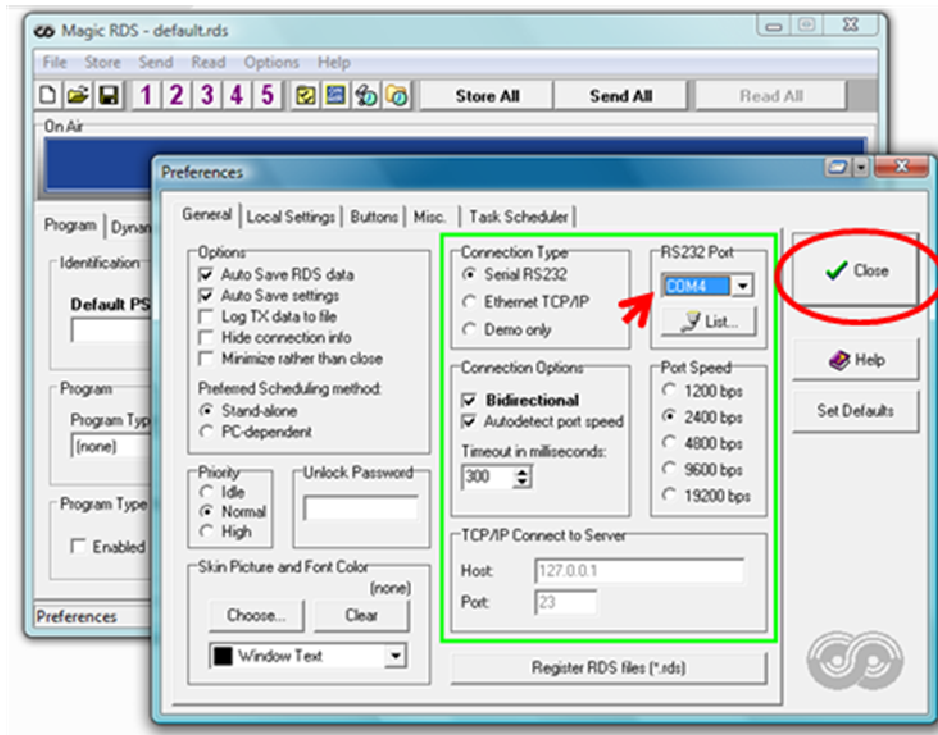 Magic RDS - default.rds
File Store Send Read Options Help
1 2 3 4 5 Store All Send All Read All
On Air
Preferences
Program Dynam
General Local Settings Buttons Misc. Task Scheduler
Identification
Default PS
Program
Program Typ
(none)
Program Type
Enabled
Preferences
Options
Auto Save RDS data
Auto Save settings
Log TX data to file
Hide connection info
Minimize rather than close
Preferred Scheduling method:
Stand-alone
PC-dependent
Priority
Idle
Normal
High
Unlock Password
Skin Picture and Font Color
(none)
Choose... Clear
Window Text
Connection Type
Serial RS232
Ethernet TCP/IP
Demo only
RS232 Port
COM4
List...
Connection Options
Bidirectional
Autodetect port speed
Timeout in milliseconds:
300
Port Speed
1200 bps
2400 bps
4800 bps
9600 bps
19200 bps
TCP/IP Connect to Server
Host: 127.0.0.1
Port: 23
Register RDS files (*.rds)
Close
Help
Set Defaults